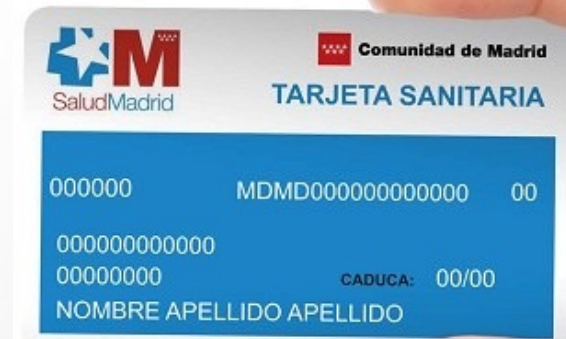 M
SaludMadrid
Comunidad de Madrid
TARJETA SANITARIA
000000 MDMD000000000000 00
000000000000
00000000 CADUCA: 00/00
NOMBRE APELLIDO APELLIDO